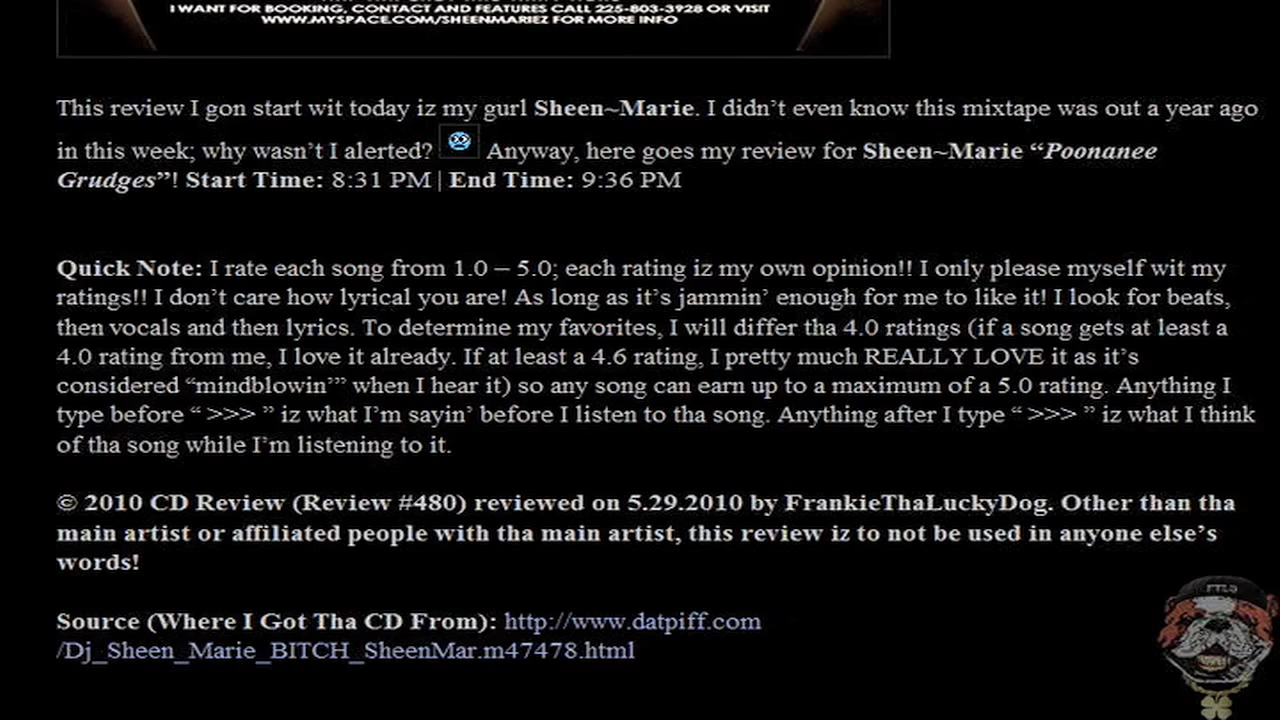 I WANT FOR BOOKING, CONTACT AND FEATURES CALL 225-803-3928 OR VISIT
WWW.MYSPACE.COM/SHEENMARIEZ FOR MORE INFO
This review I gon start wit today iz my gurl Sheen~Marie. I didn't even know this mixtape was out a year ago
in this week; why wasn't I alerted? Anyway, here goes my review for Sheen~Marie “Poonanee
Grudges”! Start Time: 8:31 PM | End Time: 9:36 PM
Quick Note: I rate each song from 1.0 – 5.0; each rating iz my own opinion!! I only please myself wit my
ratings!! I don't care how lyrical you are! As long as it's jammin' enough for me to like it! I look for beats,
then vocals and then lyrics. To determine my favorites, I will differ tha 4.0 ratings (if a song gets at least a
4.0 rating from me, I love it already. If at least a 4.6 rating, I pretty much REALLY LOVE it as it's
considered “mindblowin'” when I hear it) so any song can earn up to a maximum of a 5.0 rating. Anything I
type before “ >>> ” iz what I'm sayin' before I listen to tha song. Anything after I type “ >>> ” iz what I think
of tha song while I'm listening to it.
© 2010 CD Review (Review #480) reviewed on 5.29.2010 by FrankieThaLuckyDog. Other than tha
main artist or affiliated people with tha main artist, this review iz to not be used in anyone else's
words!
Source (Where I Got Tha CD From): http://www.datpiff.com
/Dj_Sheen_Marie_BITCH_SheenMar.m47478.html
FTLD